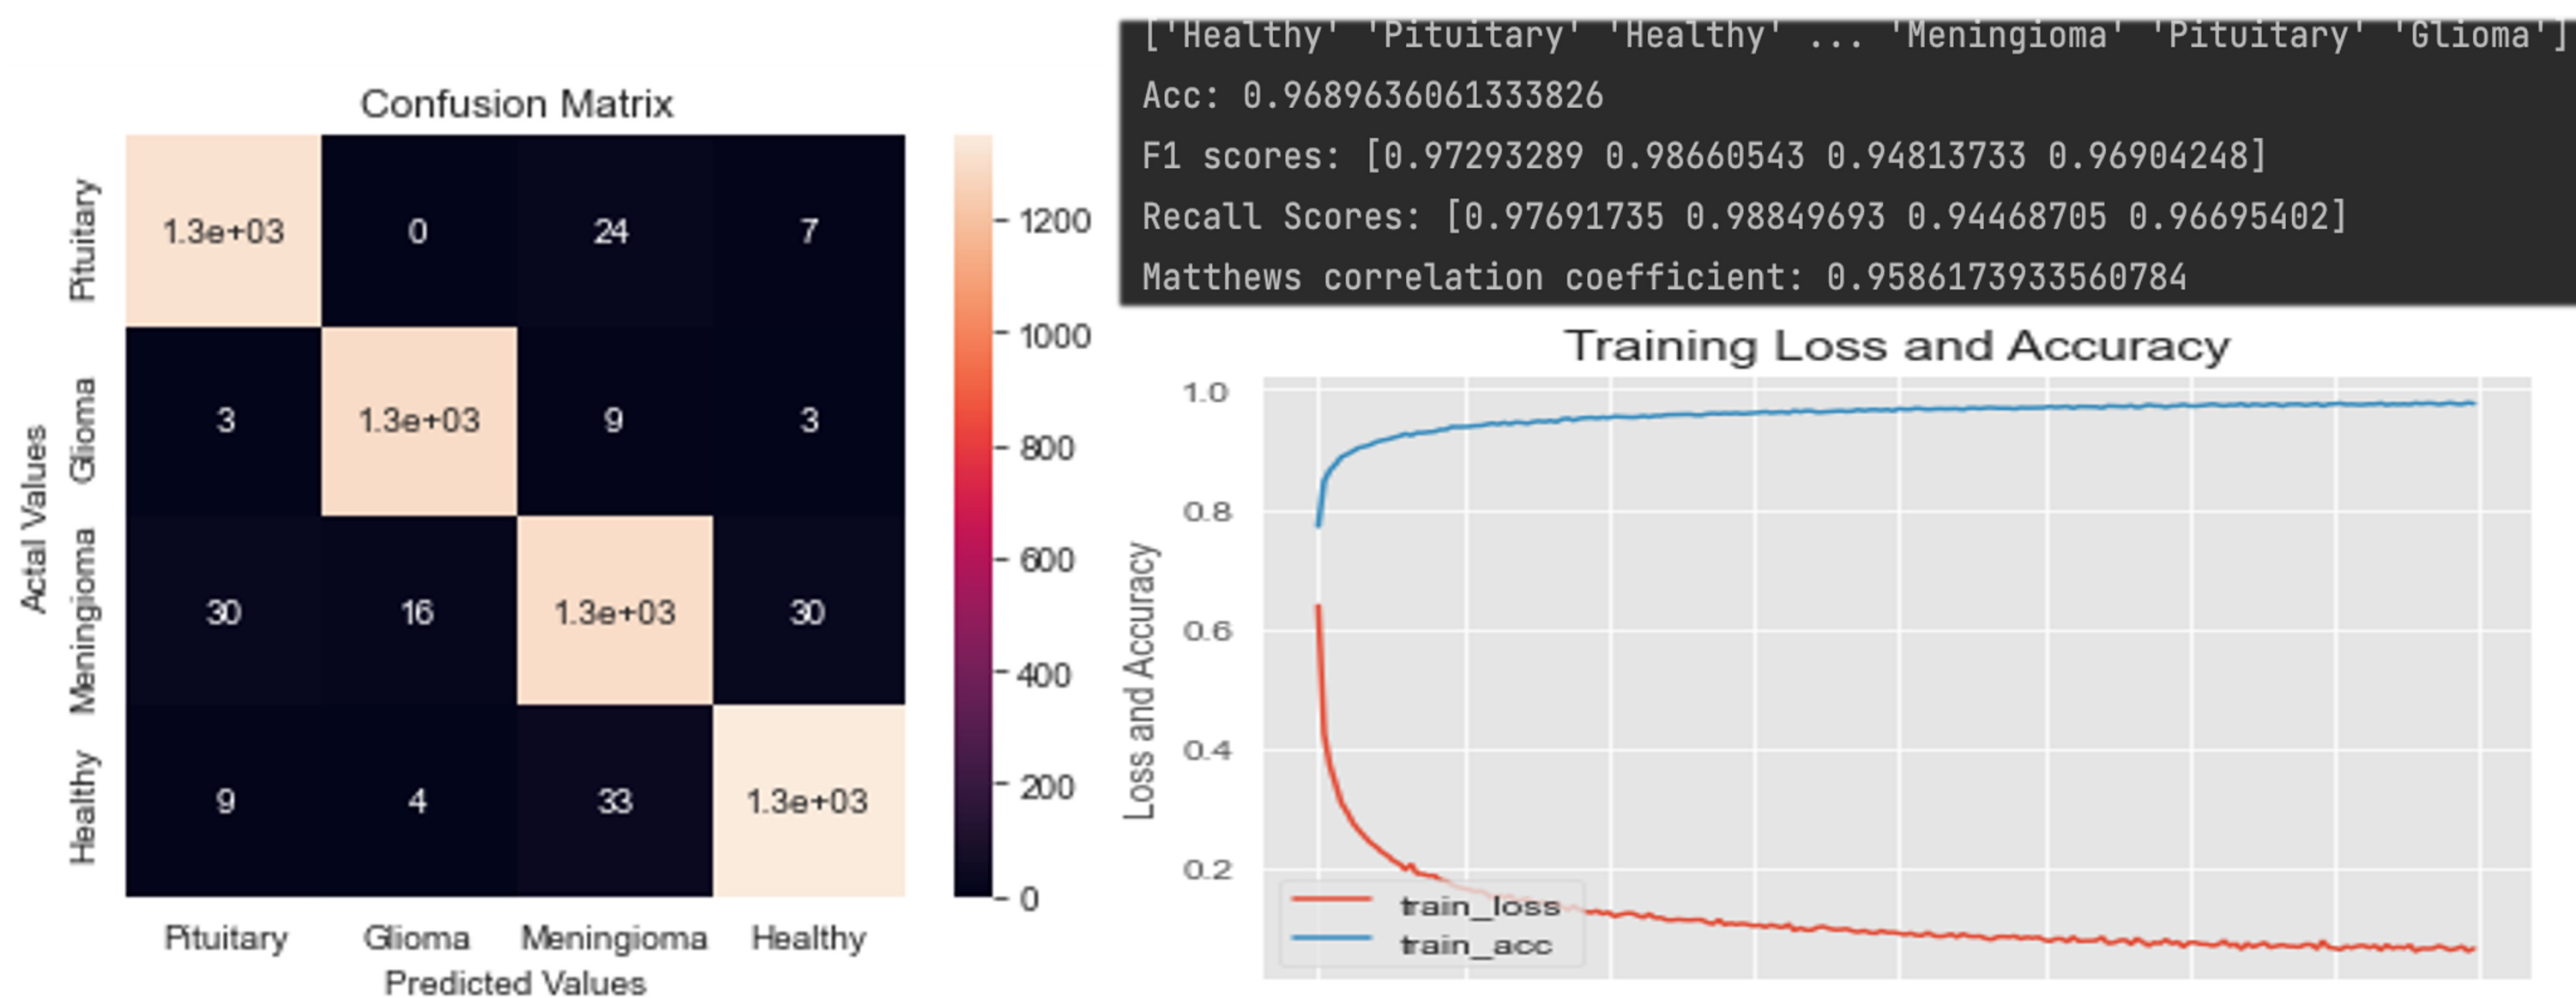 Confusion Matrix
Actal Values
Pituitary
1.3e+03 0 24 7
Glioma
3 1.3e+03 9 3
Meningioma
30 16 1.3e+03 30
Healthy
9 4 33 1.3e+03
Pituitary Glioma Meningioma Healthy
Predicted Values
1200
1000
800
600
400
200
0
['Healthy' 'Pituitary' 'Healthy' ... 'Meningioma' 'Pituitary' 'Glioma']
Acc: 0.9689636061333826
F1 scores: [0.97293289 0.98660543 0.94813733 0.96904248]
Recall Scores: [0.97691735 0.98849693 0.94468705 0.96695402]
Matthews correlation coefficient: 0.9586173933560784
Training Loss and Accuracy
Loss and Accuracy
1.0
0.8
0.6
0.4
0.2
train_loss
train_acc